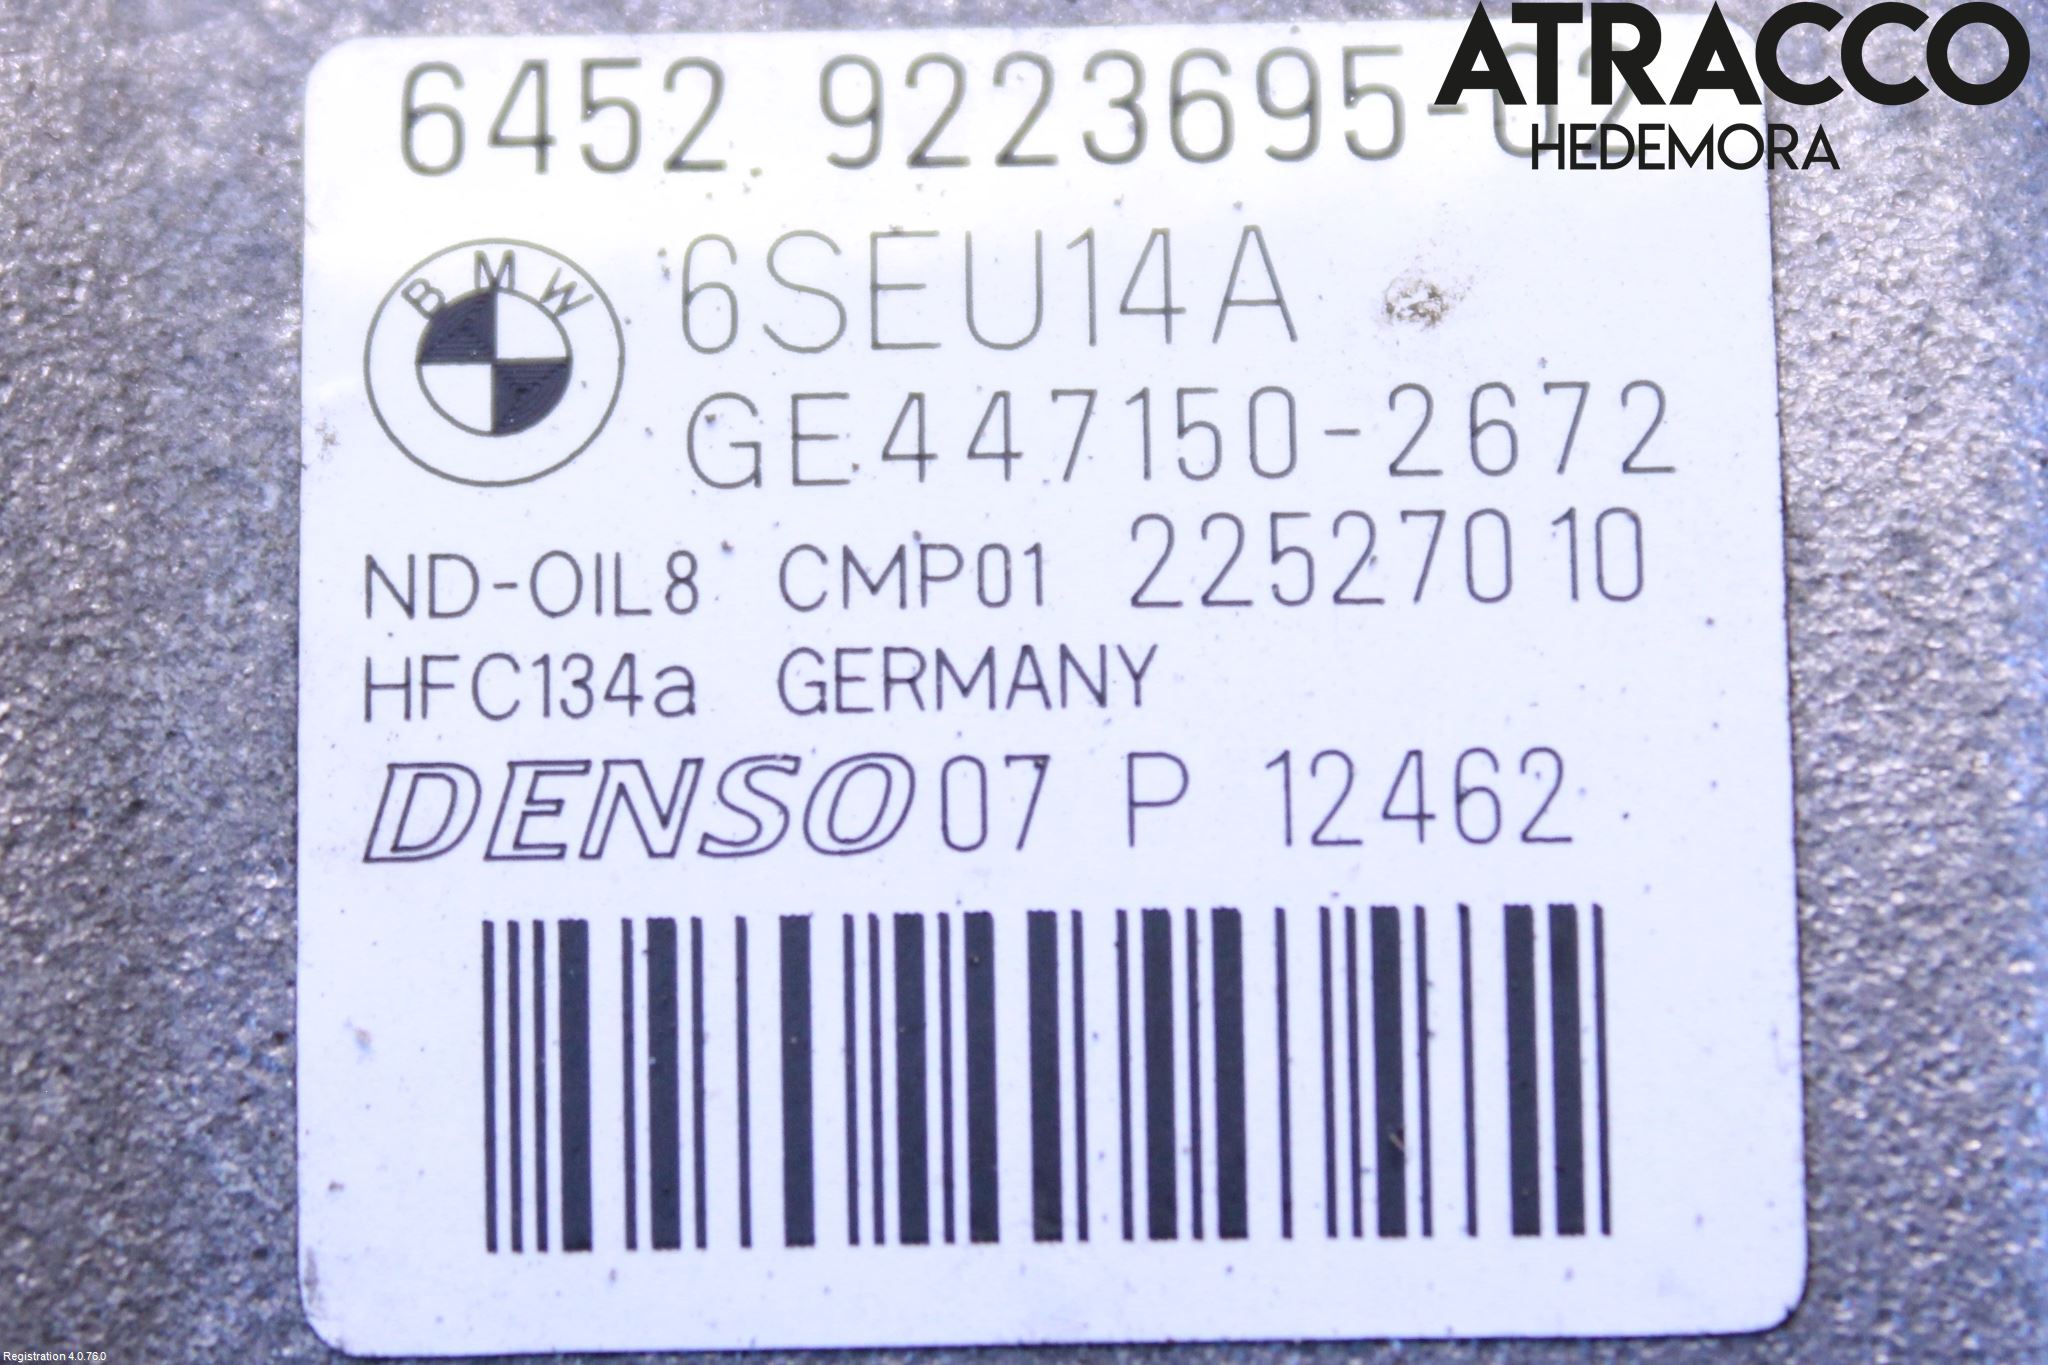 ATRACCO
HEDEMORA
6452 9223695-02
BMW 6SEU14A
GE447150-2672
ND-OIL8 CMP01 22527010
HFC134a GERMANY
DENSO 07 P 12462
Registration 4.0.76.0